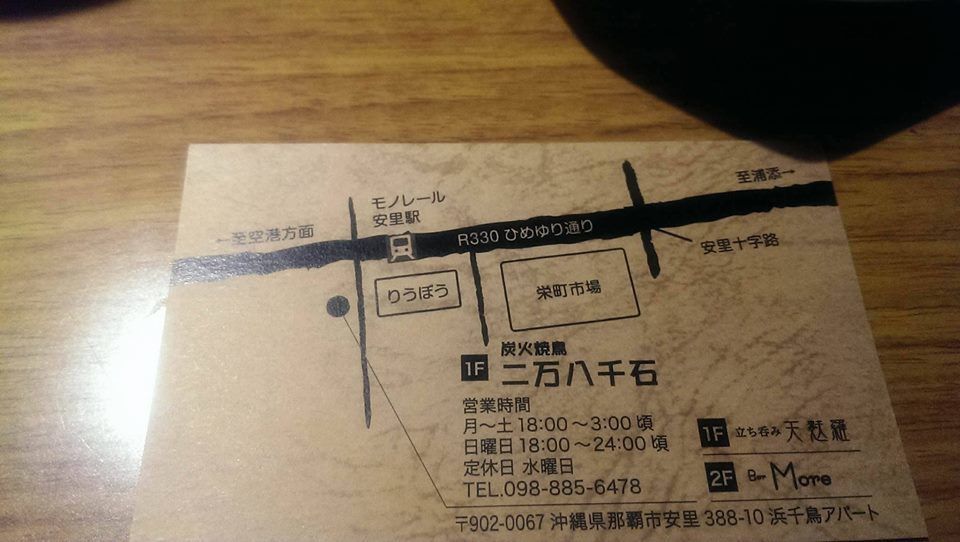 モノレール
安里駅
←至空港方面
R330 ひめゆり通り
至浦添→
安里十字路
りうぼう
栄町市場
炭火焼鳥
1F 二万八千石
営業時間
月〜土 18:00〜3:00 頃
日曜日 18:00〜24:00 頃
定休日 水曜日
TEL.098-885-6478
1F 立ち呑み 天麩羅
2F Bar More
〒902-0067 沖縄県那覇市安里 388-10 浜千鳥アパート